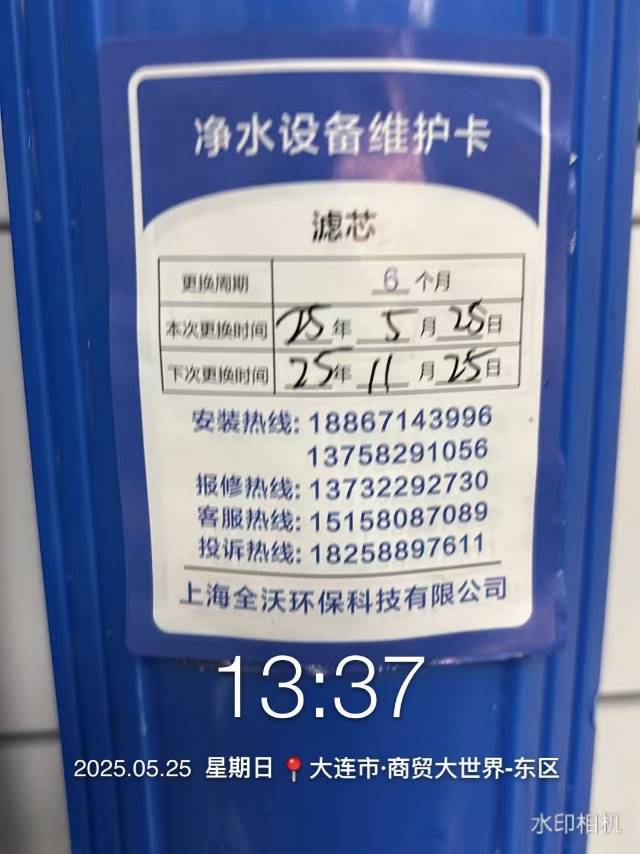 净水设备维护卡
滤芯
更换周期 6 个月
本次更换时间 25年 5 月 25日
下次更换时间 25年 11 月 25日
安装热线: 18867143996
13758291056
报修热线: 13732292730
客服热线: 15158087089
投诉热线: 18258897611
上海全沃环保科技有限公司
13:37
2025.05.25 星期日 📍大连市·商贸大世界-东区
水印相机